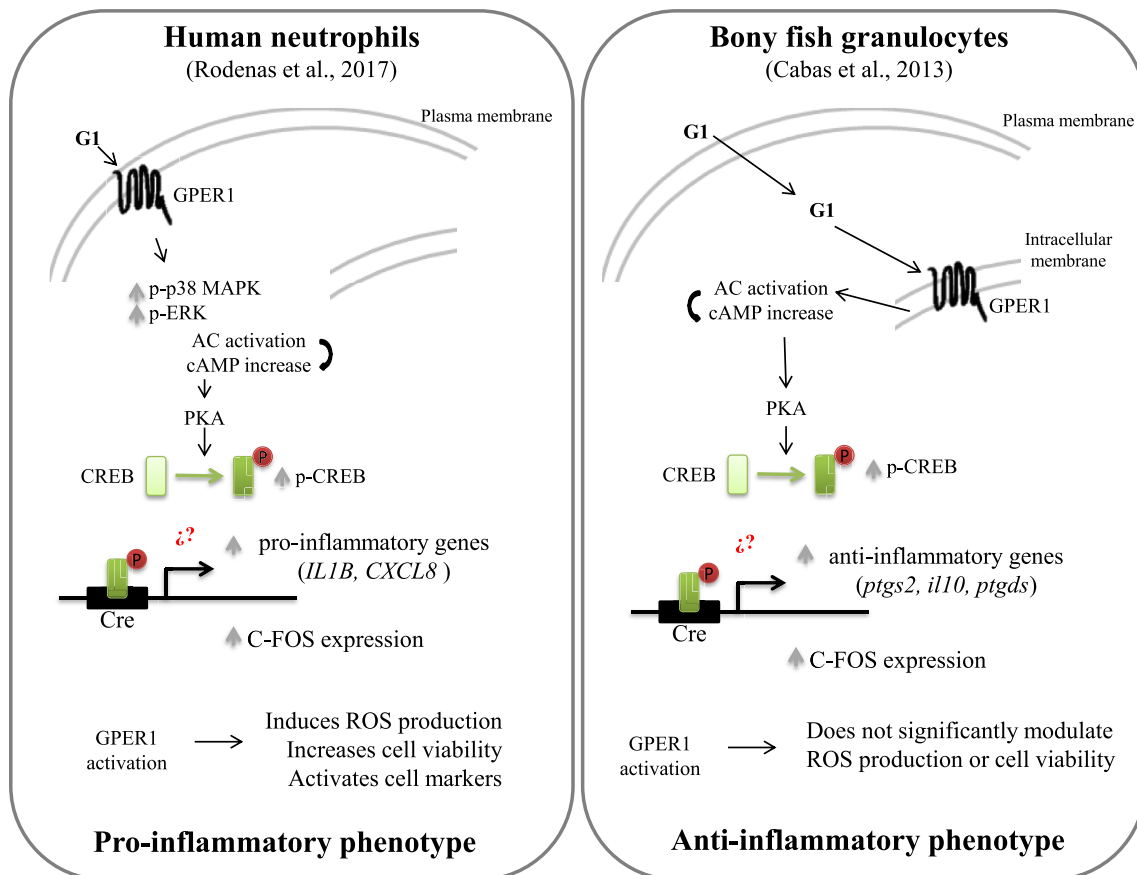 Human neutrophils
(Rodenas et al., 2017)
Plasma membrane
G1
GPER1
p-p38 MAPK
p-ERK
AC activation
cAMP increase
PKA
CREB
P
p-CREB
¿?
pro-inflammatory genes
(IL1B, CXCL8 )
P
Cre
C-FOS expression
GPER1
activation
Induces ROS production
Increases cell viability
Activates cell markers
Pro-inflammatory phenotype
Bony fish granulocytes
(Cabas et al., 2013)
Plasma membrane
G1
G1
Intracellular
membrane
GPER1
AC activation
cAMP increase
PKA
CREB
P
p-CREB
¿?
anti-inflammatory genes
(ptgs2, il10, ptgds)
P
Cre
C-FOS expression
GPER1
activation
Does not significantly modulate
ROS production or cell viability
Anti-inflammatory phenotype